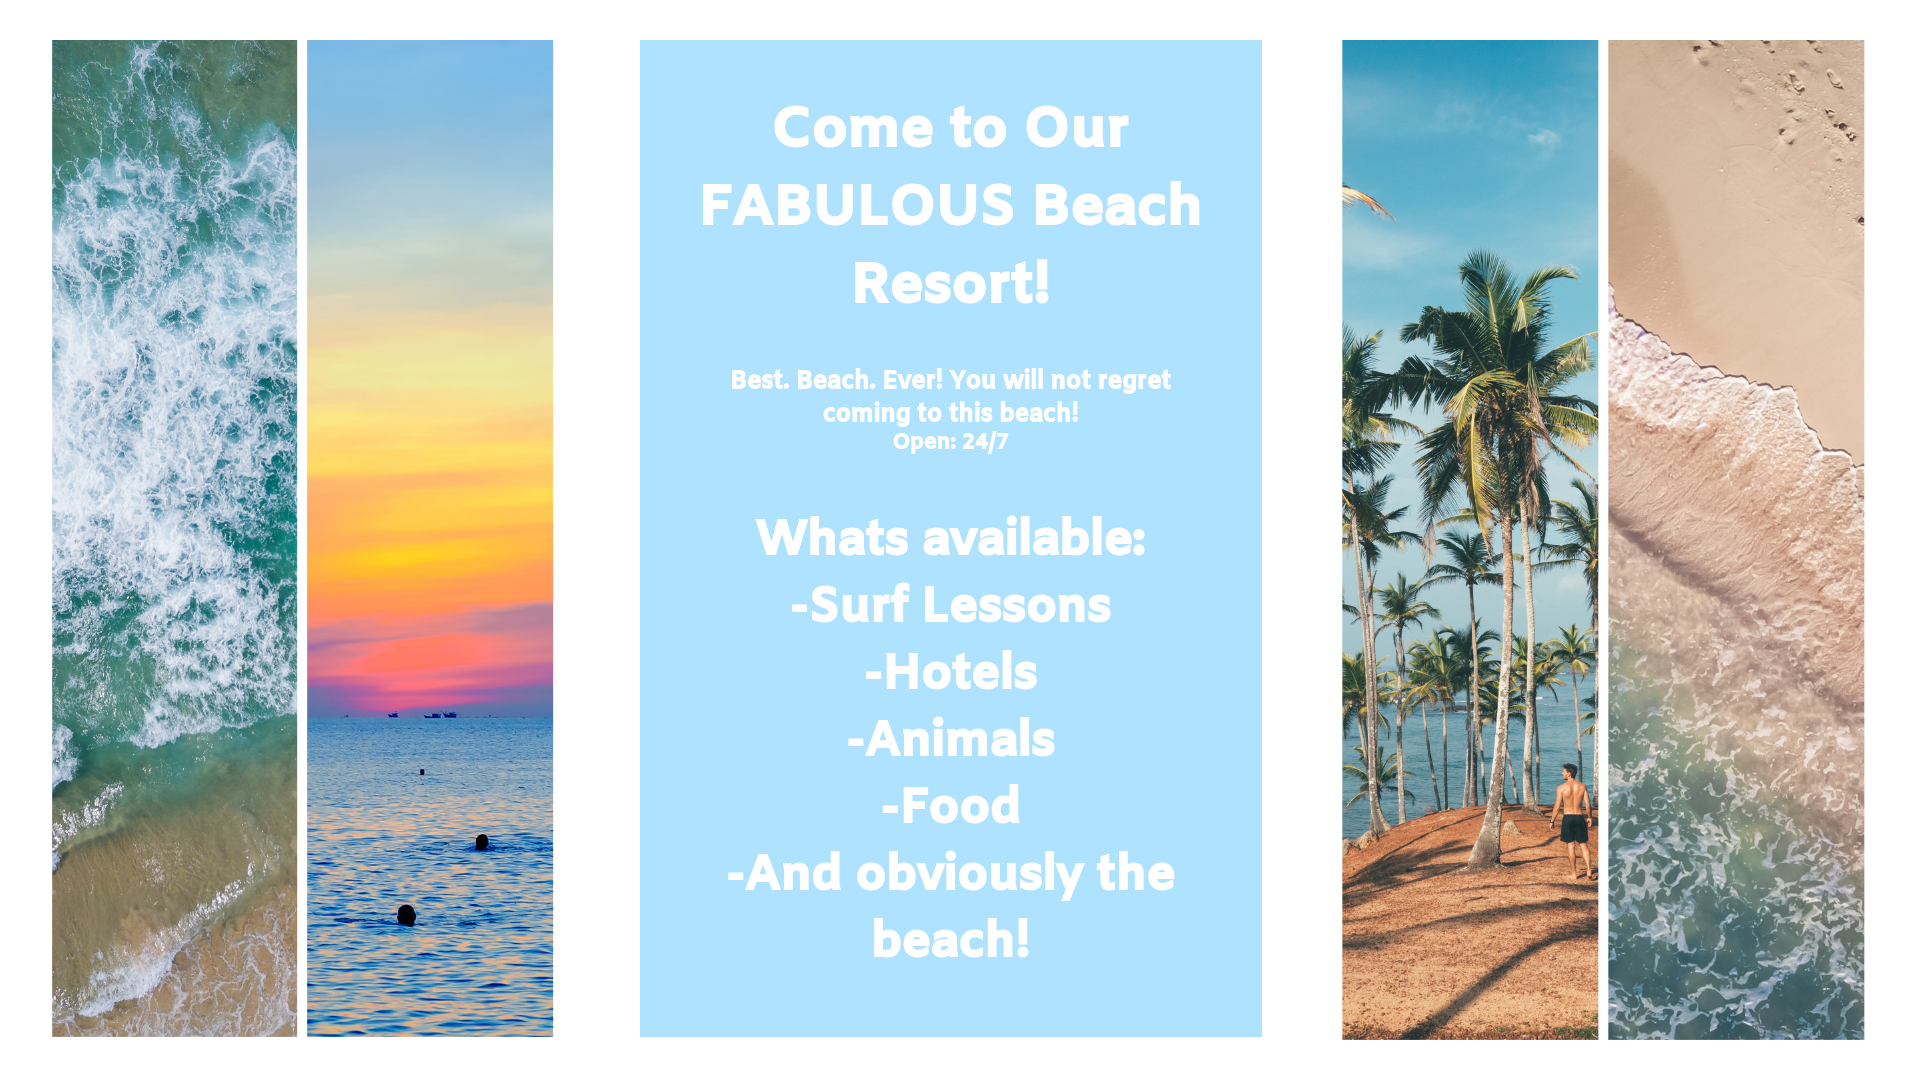 Come to Our
FABULOUS Beach
Resort!
Best. Beach. Ever! You will not regret
coming to this beach!
Open: 24/7
Whats available:
-Surf Lessons
-Hotels
-Animals
-Food
-And obviously the
beach!